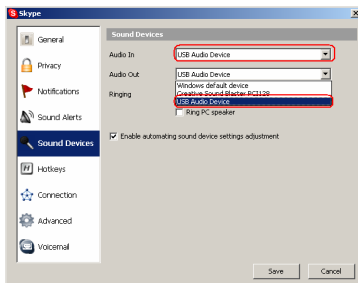 Skype
General
Privacy
Notifications
Sound Alerts
Sound Devices
Hotkeys
Connection
Advanced
Voicemail
Sound Devices
Audio In USB Audio Device
Audio Out USB Audio Device
Windows default device
Creative Sound Blaster PCI128
Ringing USB Audio Device
Ring PC speaker
Enable automating sound device settings adjustment
Save Cancel